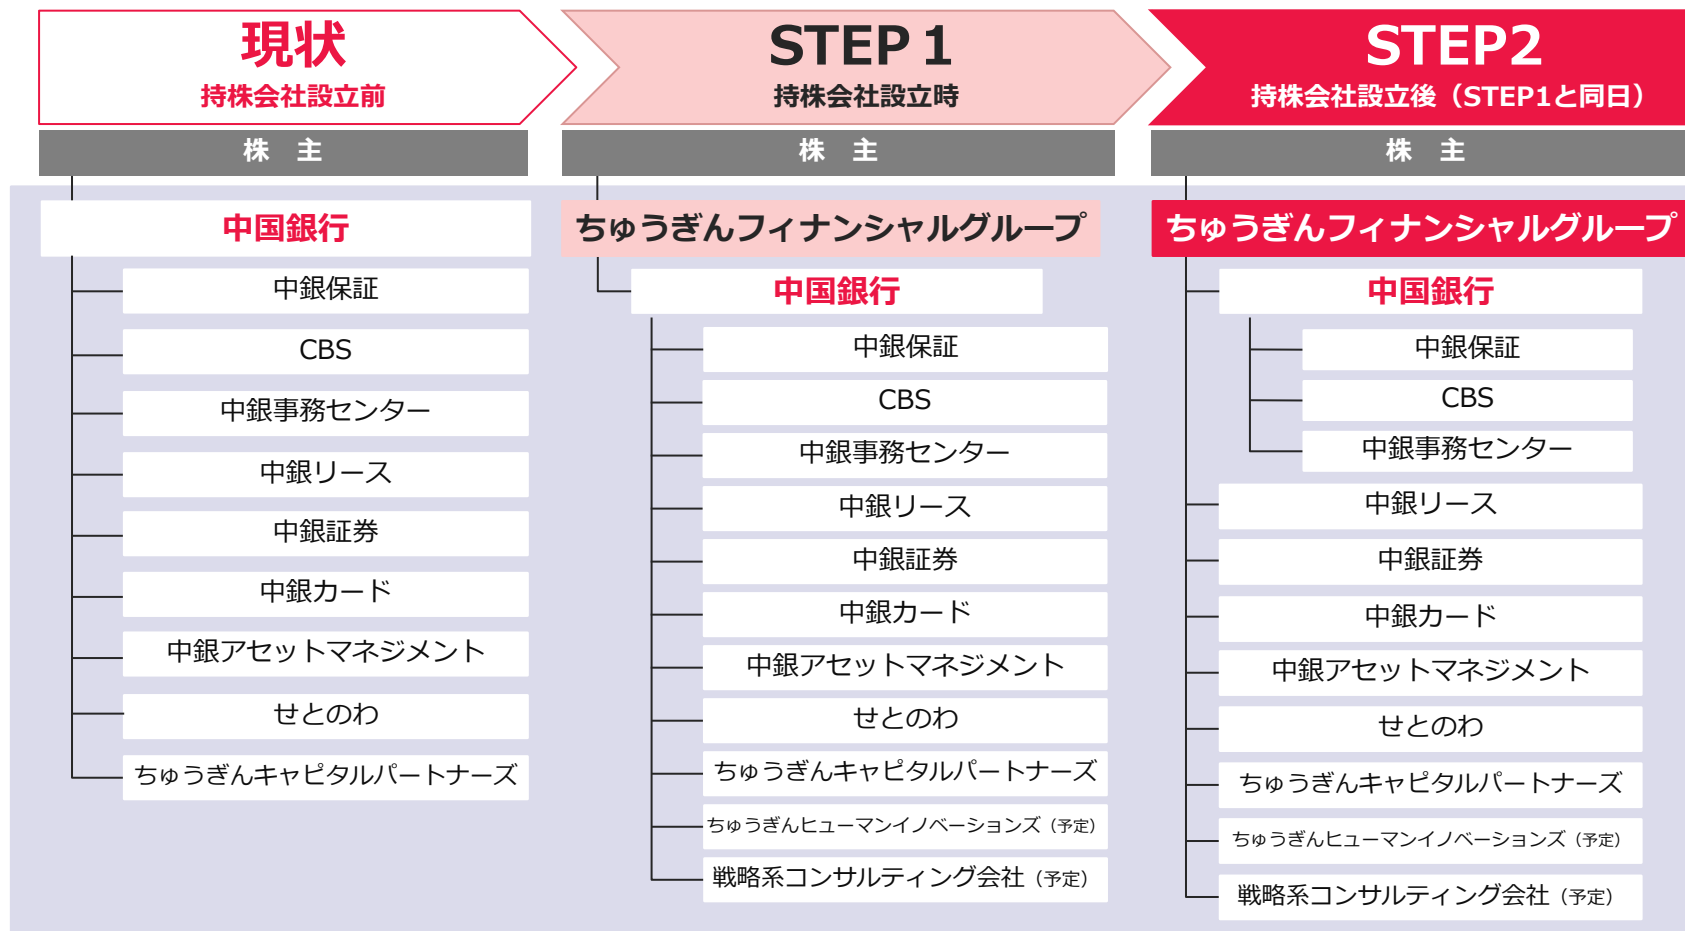 現状
持株会社設立前
株 主
中国銀行
中銀保証
CBS
中銀事務センター
中銀リース
中銀証券
中銀カード
中銀アセットマネジメント
せとのわ
ちゅうぎんキャピタルパートナーズ
STEP１
持株会社設立時
株 主
ちゅうぎんフィナンシャルグループ
中国銀行
中銀保証
CBS
中銀事務センター
中銀リース
中銀証券
中銀カード
中銀アセットマネジメント
せとのわ
ちゅうぎんキャピタルパートナーズ
ちゅうぎんヒューマンイノベーションズ（予定）
戦略系コンサルティング会社（予定）
STEP2
持株会社設立後（STEP1と同日）
株 主
ちゅうぎんフィナンシャルグループ
中国銀行
中銀保証
CBS
中銀事務センター
中銀リース
中銀証券
中銀カード
中銀アセットマネジメント
せとのわ
ちゅうぎんキャピタルパートナーズ
ちゅうぎんヒューマンイノベーションズ（予定）
戦略系コンサルティング会社（予定）